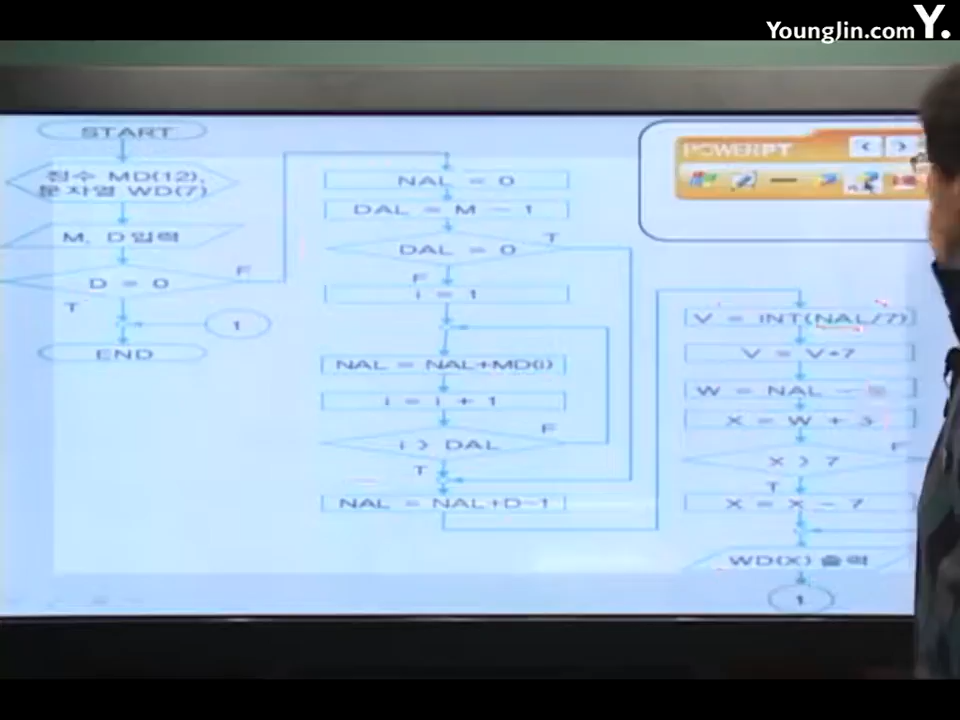 YoungJin.com Y.
START
정수 MD(12),
문자열 WD(7)
M, D 입력
D = 0
F
T
1
END
NAL = 0
DAL = M - 1
DAL = 0
T
F
i = 1
NAL = NAL+MD(i)
i = i + 1
F
i > DAL
T
NAL = NAL+D-1
POWERPT
V = INT(NAL/7)
V = V*7
W = NAL -
X = W + 3
F
X > 7
T
X = X - 7
WD(X) 출력
1